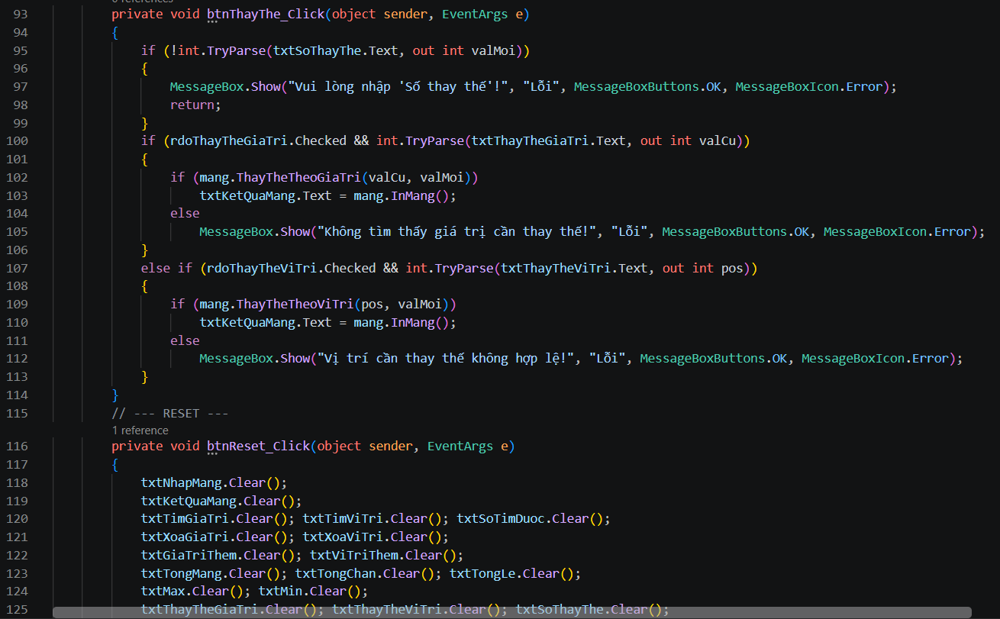 93 private void btnThayThe_Click(object sender, EventArgs e)
94 {
95 if (!int.TryParse(txtSoThayThe.Text, out int valMoi))
96 {
97 MessageBox.Show("Vui lòng nhập 'Số thay thế'!", "Lỗi", MessageBoxButtons.OK, MessageBoxIcon.Error);
98 return;
99 }
100 if (rdoThayTheGiaTri.Checked && int.TryParse(txtThayTheGiaTri.Text, out int valCu))
101 {
102 if (mang.ThayTheTheoGiaTri(valCu, valMoi))
103 txtKetQuaMang.Text = mang.InMang();
104 else
105 MessageBox.Show("Không tìm thấy giá trị cần thay thế!", "Lỗi", MessageBoxButtons.OK, MessageBoxIcon.Error);
106 }
107 else if (rdoThayTheViTri.Checked && int.TryParse(txtThayTheViTri.Text, out int pos))
108 {
109 if (mang.ThayTheTheoViTri(pos, valMoi))
110 txtKetQuaMang.Text = mang.InMang();
111 else
112 MessageBox.Show("Vị trí cần thay thế không hợp lệ!", "Lỗi", MessageBoxButtons.OK, MessageBoxIcon.Error);
113 }
114 }
115 // --- RESET ---
1 reference
116 private void btnReset_Click(object sender, EventArgs e)
117 {
118 txtNhapMang.Clear();
119 txtKetQuaMang.Clear();
120 txtTimGiaTri.Clear(); txtTimViTri.Clear(); txtSoTimDuoc.Clear();
121 txtXoaGiaTri.Clear(); txtXoaViTri.Clear();
122 txtGiaTriThem.Clear(); txtViTriThem.Clear();
123 txtTongMang.Clear(); txtTongChan.Clear(); txtTongLe.Clear();
124 txtMax.Clear(); txtMin.Clear();
125 txtThayTheGiaTri.Clear(); txtThayTheViTri.Clear(); txtSoThayThe.Clear();